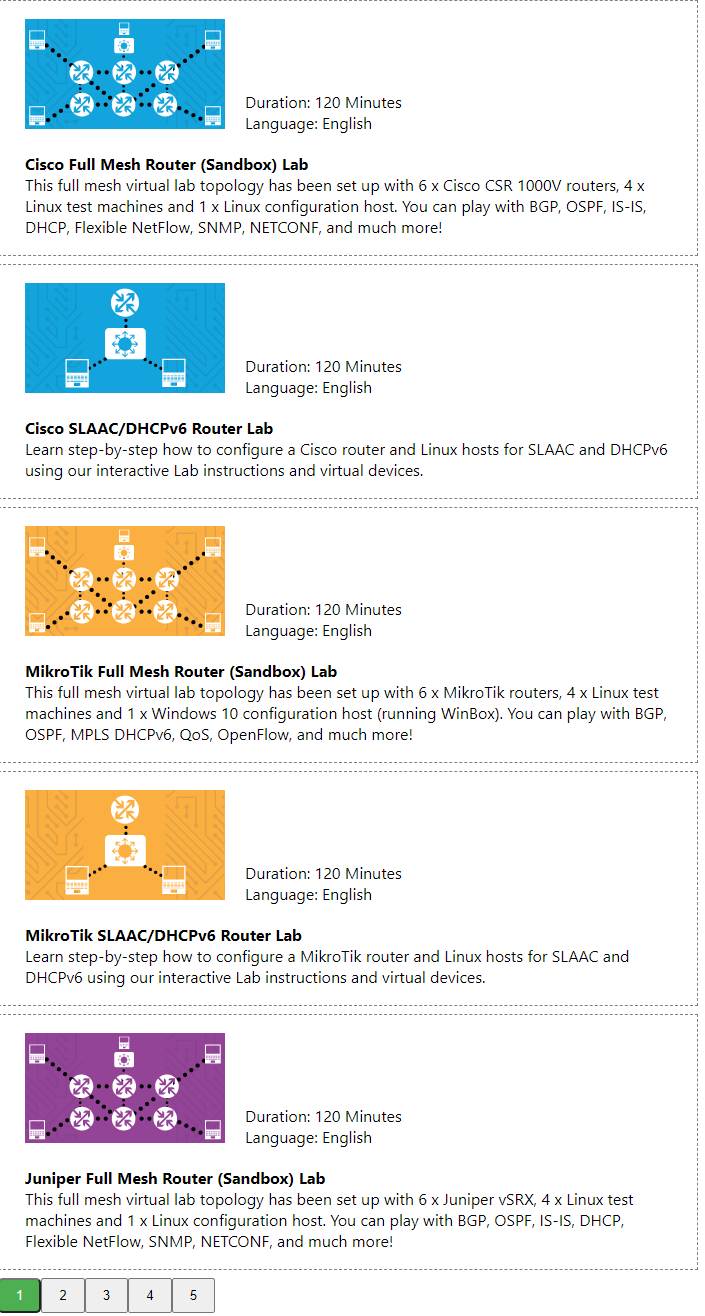 Duration: 120 Minutes
Language: English
Cisco Full Mesh Router (Sandbox) Lab
This full mesh virtual lab topology has been set up with 6 x Cisco CSR 1000V routers, 4 x
Linux test machines and 1 x Linux configuration host. You can play with BGP, OSPF, IS-IS,
DHCP, Flexible NetFlow, SNMP, NETCONF, and much more!
Duration: 120 Minutes
Language: English
Cisco SLAAC/DHCPv6 Router Lab
Learn step-by-step how to configure a Cisco router and Linux hosts for SLAAC and DHCPv6
using our interactive Lab instructions and virtual devices.
Duration: 120 Minutes
Language: English
MikroTik Full Mesh Router (Sandbox) Lab
This full mesh virtual lab topology has been set up with 6 x MikroTik routers, 4 x Linux test
machines and 1 x Windows 10 configuration host (running WinBox). You can play with BGP,
OSPF, MPLS DHCPv6, QoS, OpenFlow, and much more!
Duration: 120 Minutes
Language: English
MikroTik SLAAC/DHCPv6 Router Lab
Learn step-by-step how to configure a MikroTik router and Linux hosts for SLAAC and
DHCPv6 using our interactive Lab instructions and virtual devices.
Duration: 120 Minutes
Language: English
Juniper Full Mesh Router (Sandbox) Lab
This full mesh virtual lab topology has been set up with 6 x Juniper vSRX, 4 x Linux test
machines and 1 x Linux configuration host. You can play with BGP, OSPF, IS-IS, DHCP,
Flexible NetFlow, SNMP, NETCONF, and much more!
1 2 3 4 5